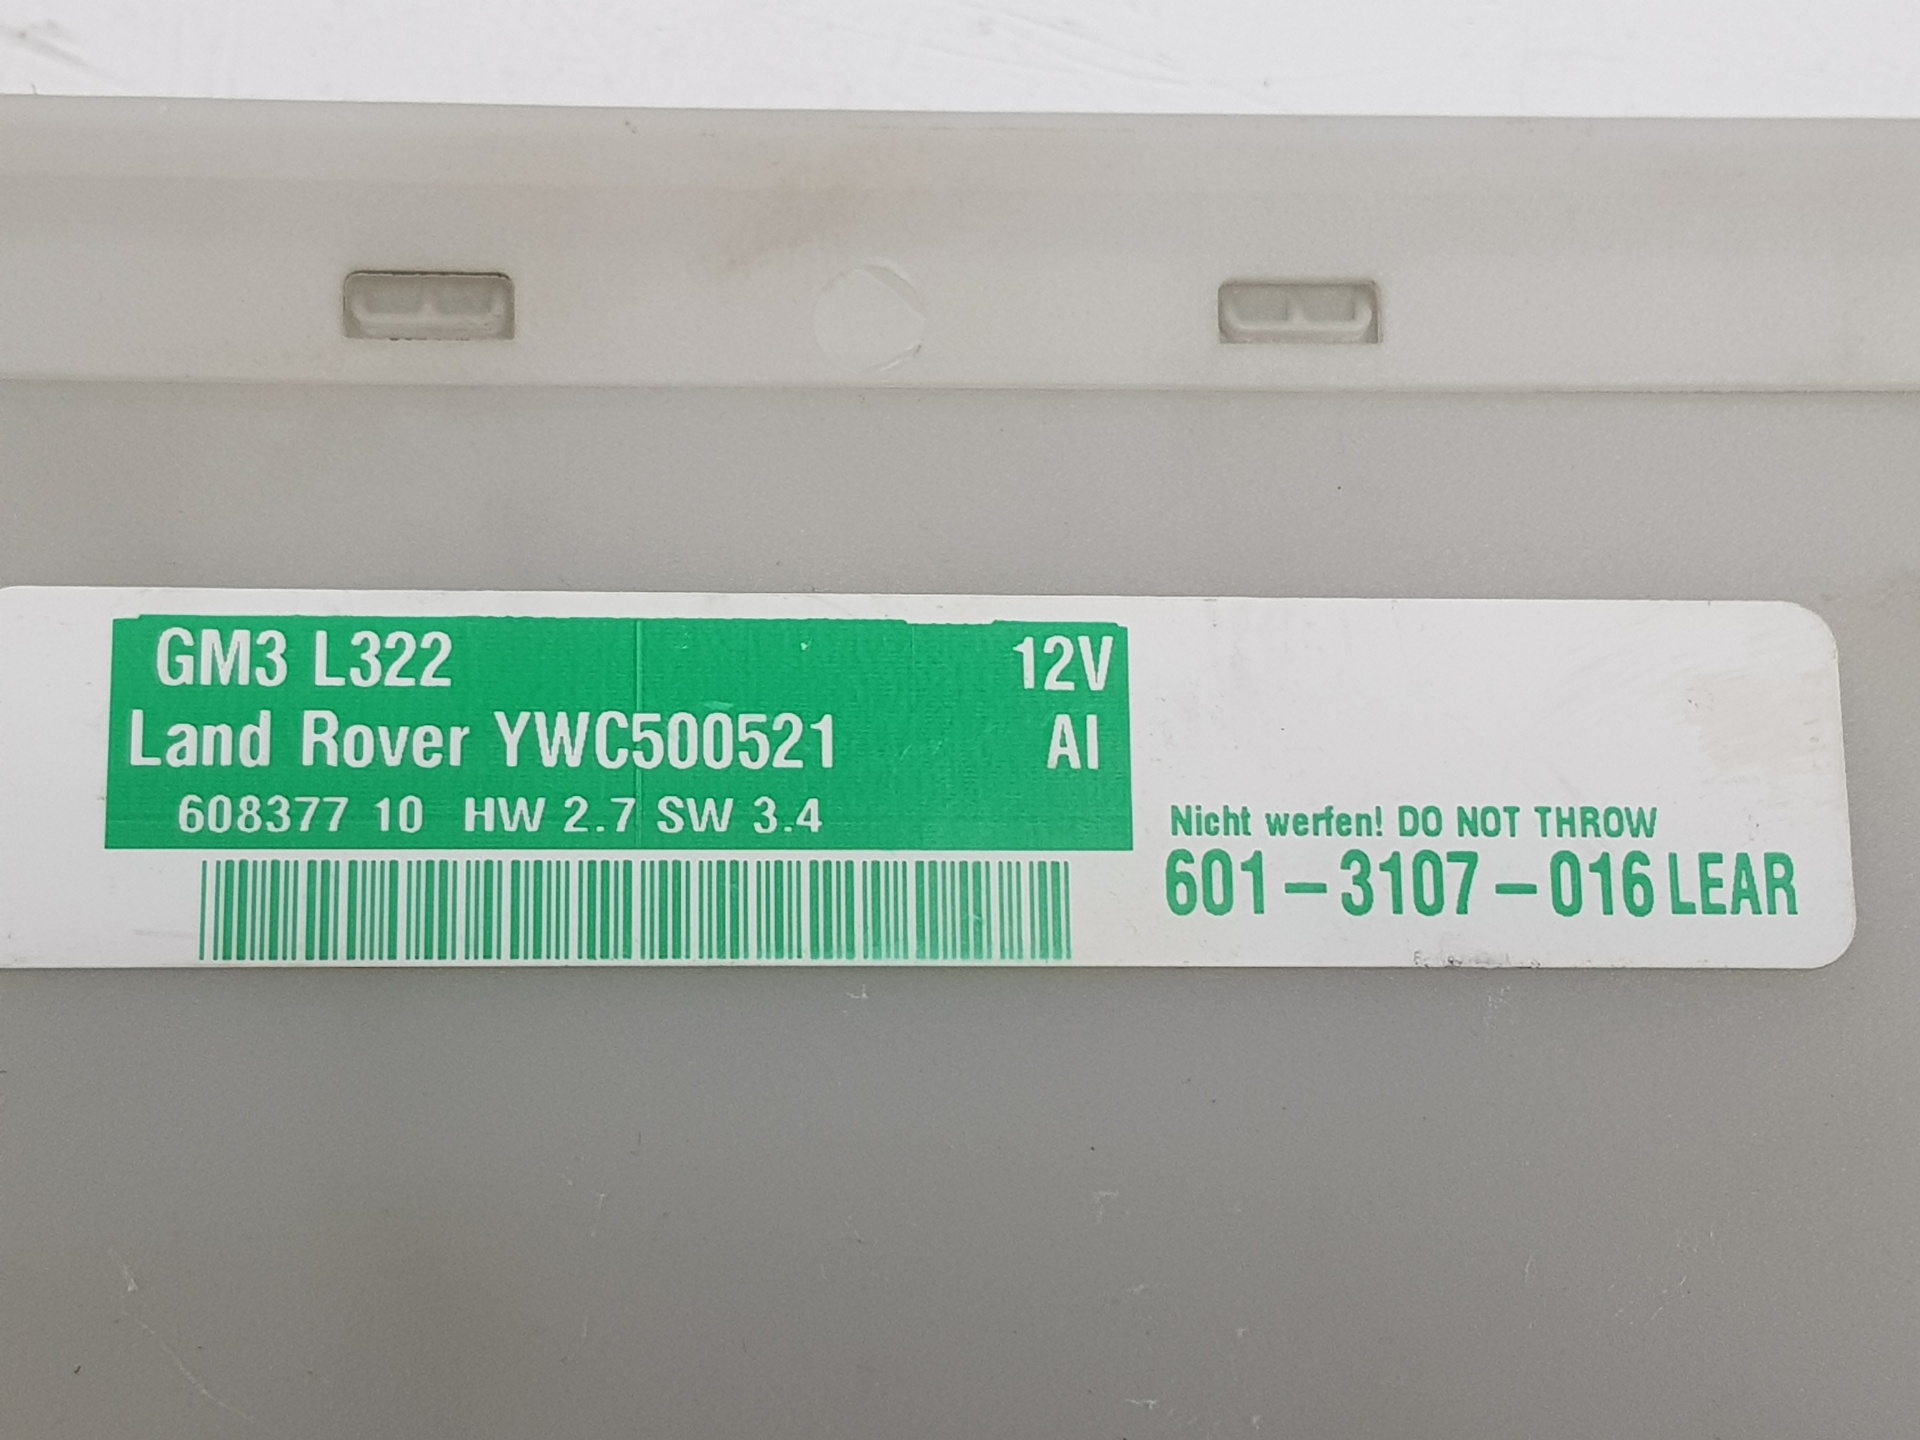 GM3 L322 12V
Land Rover YWC500521 AI
608377 10 HW 2.7 SW 3.4
Nicht werfen! DO NOT THROW
601-3107-016 LEAR